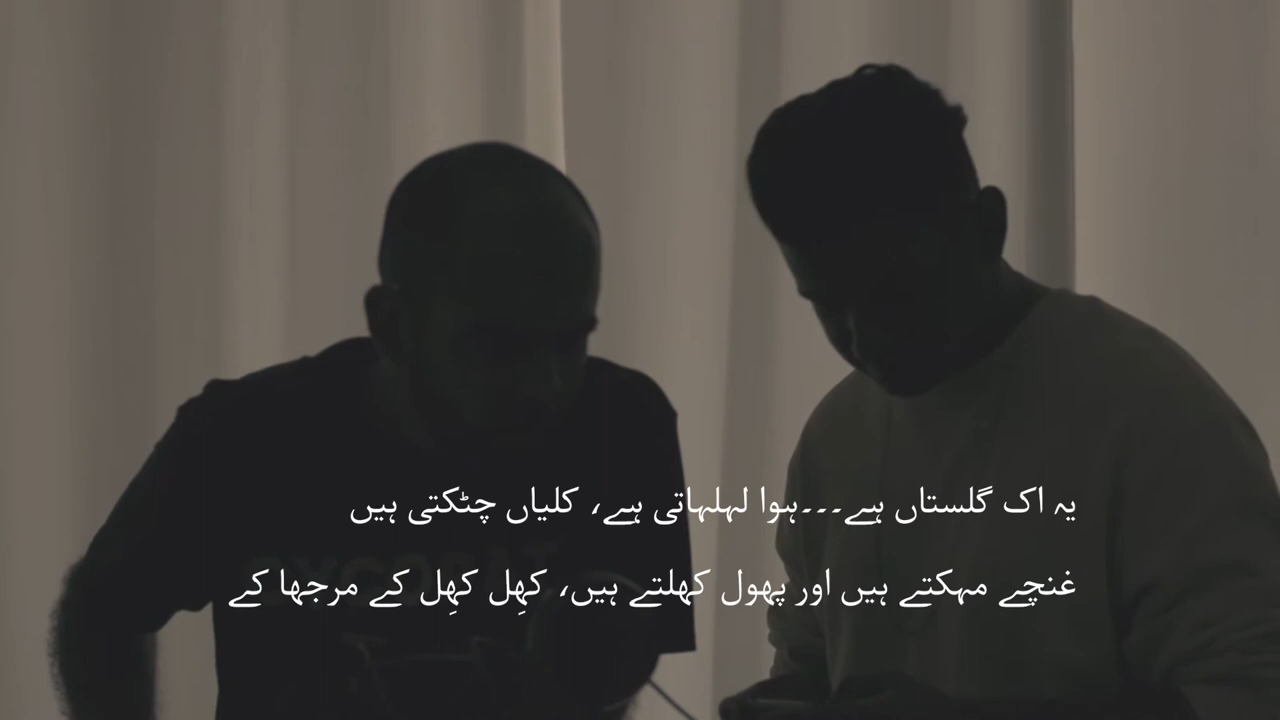 یہ اک گلستاں ہے۔۔۔ہوا لہلہاتی ہے، کلیاں چٹکتی ہیں
غنچے مہکتے ہیں اور پھول کھلتے ہیں، کھِل کھِل کے مرجھا کے